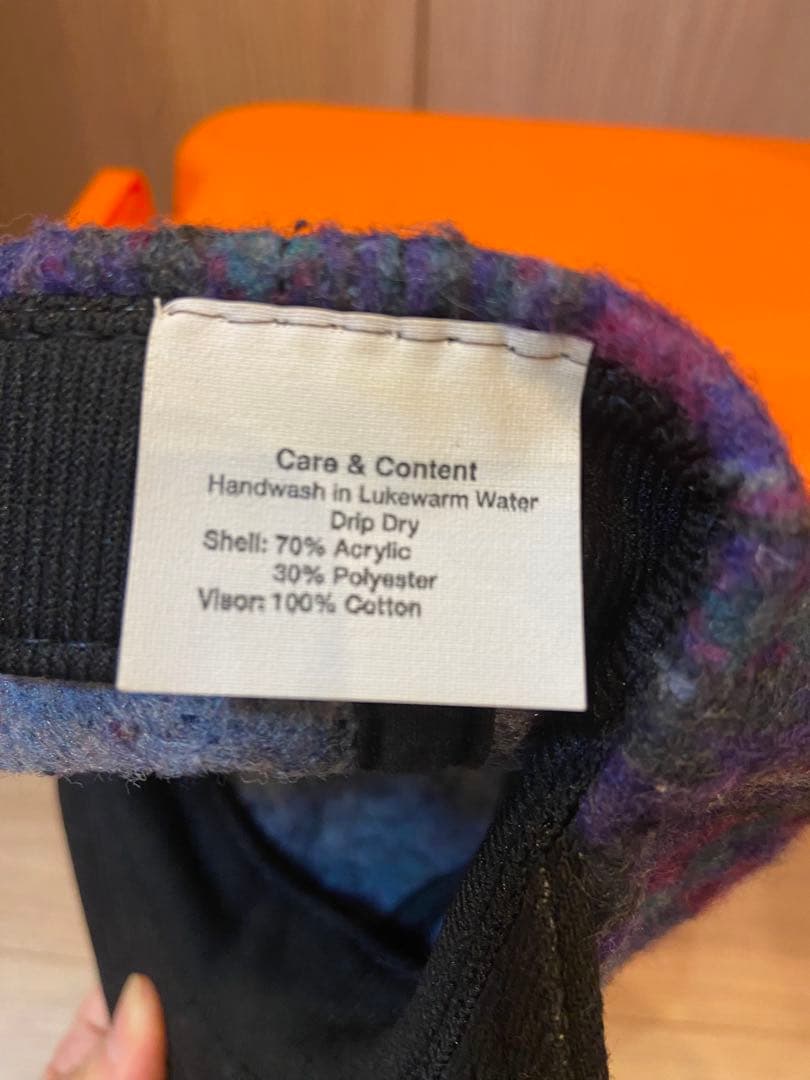 Care & Content
Handwash in Lukewarm Water
Drip Dry
Shell: 70% Acrylic
30% Polyester
Visor: 100% Cotton